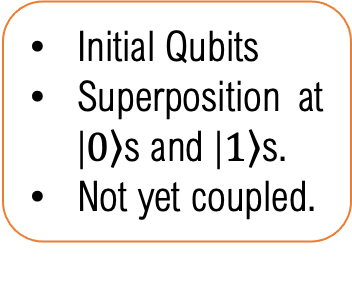 • Initial Qubits
• Superposition at
|0⟩s and |1⟩s.
• Not yet coupled.